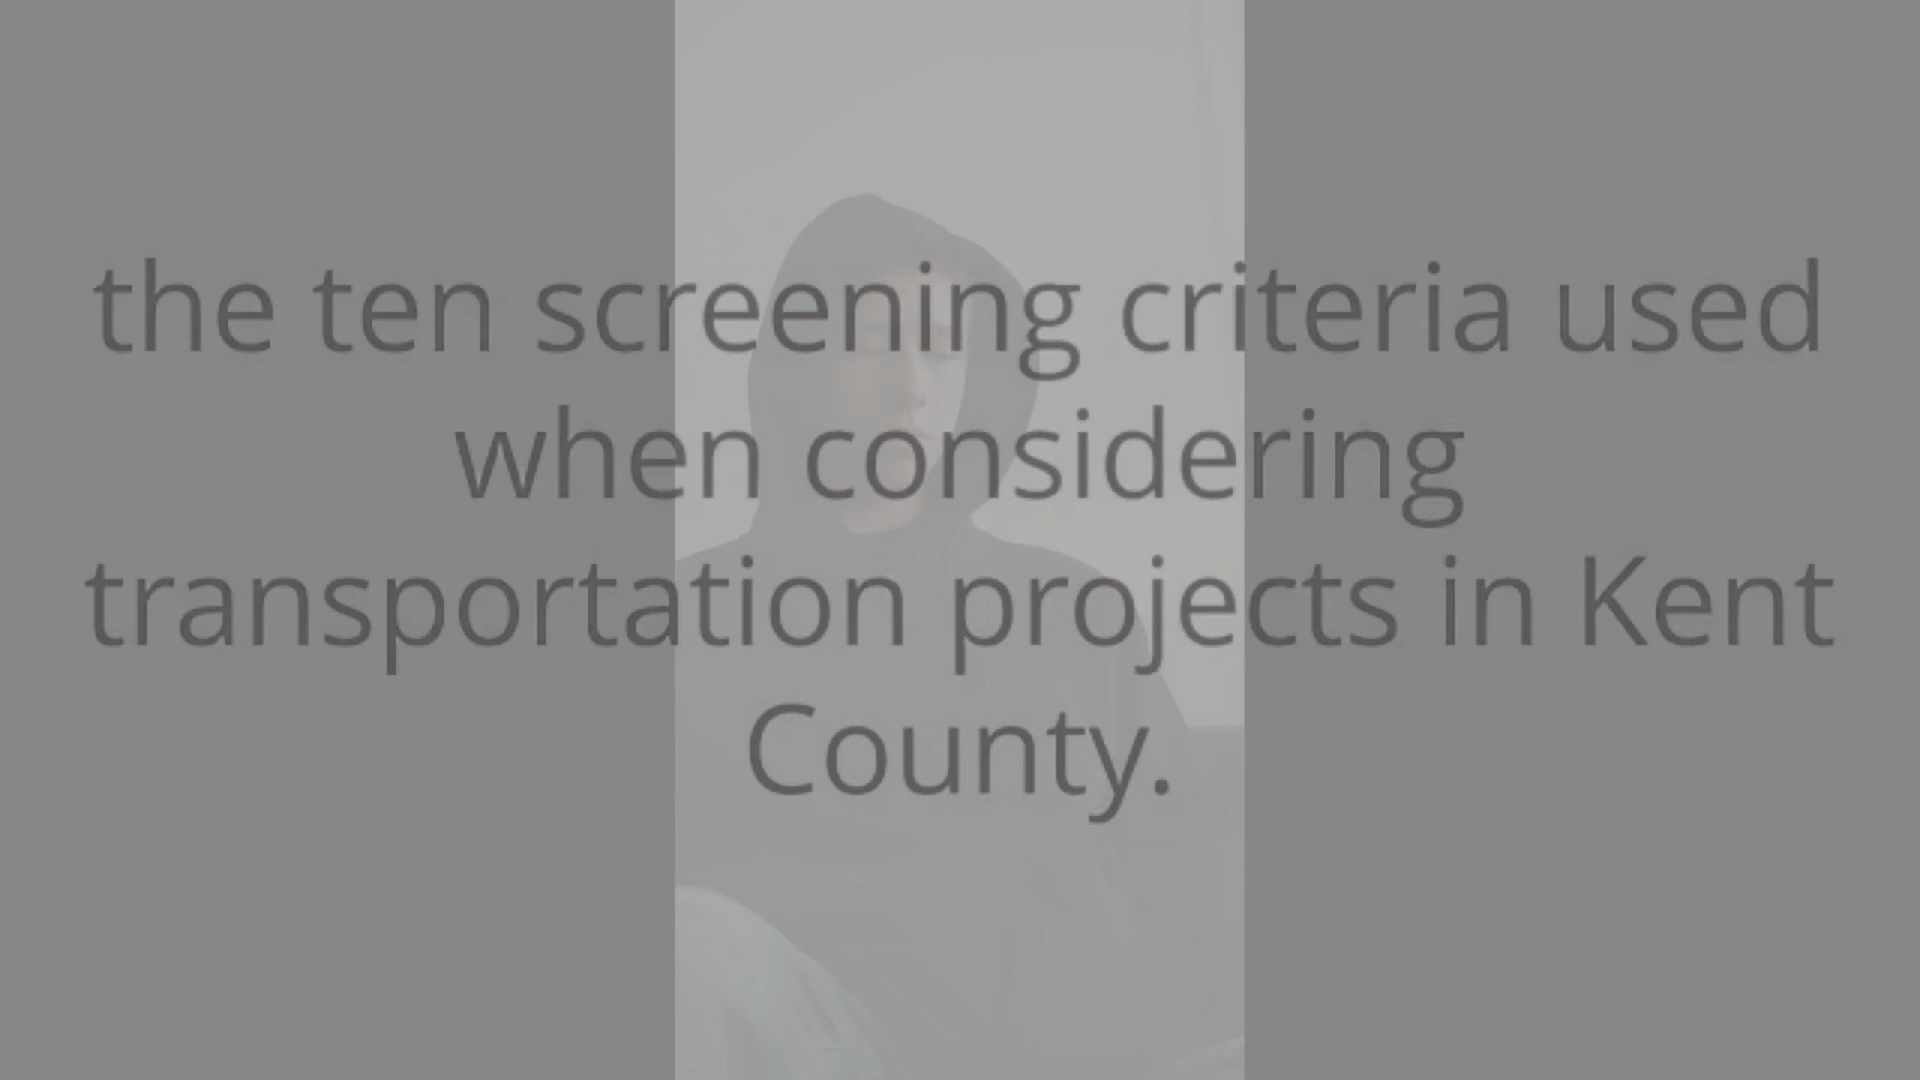 the ten screening criteria used
when considering
transportation projects in Kent
County.